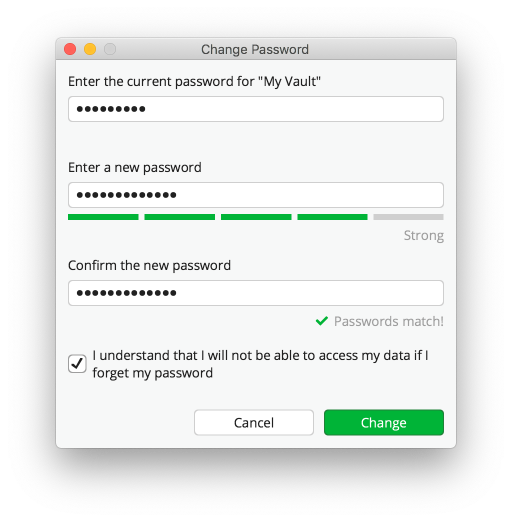 Change Password
Enter the current password for "My Vault"
•••••••••
Enter a new password
•••••••••••••
Strong
Confirm the new password
•••••••••••••
Passwords match!
I understand that I will not be able to access my data if I
forget my password
Cancel
Change